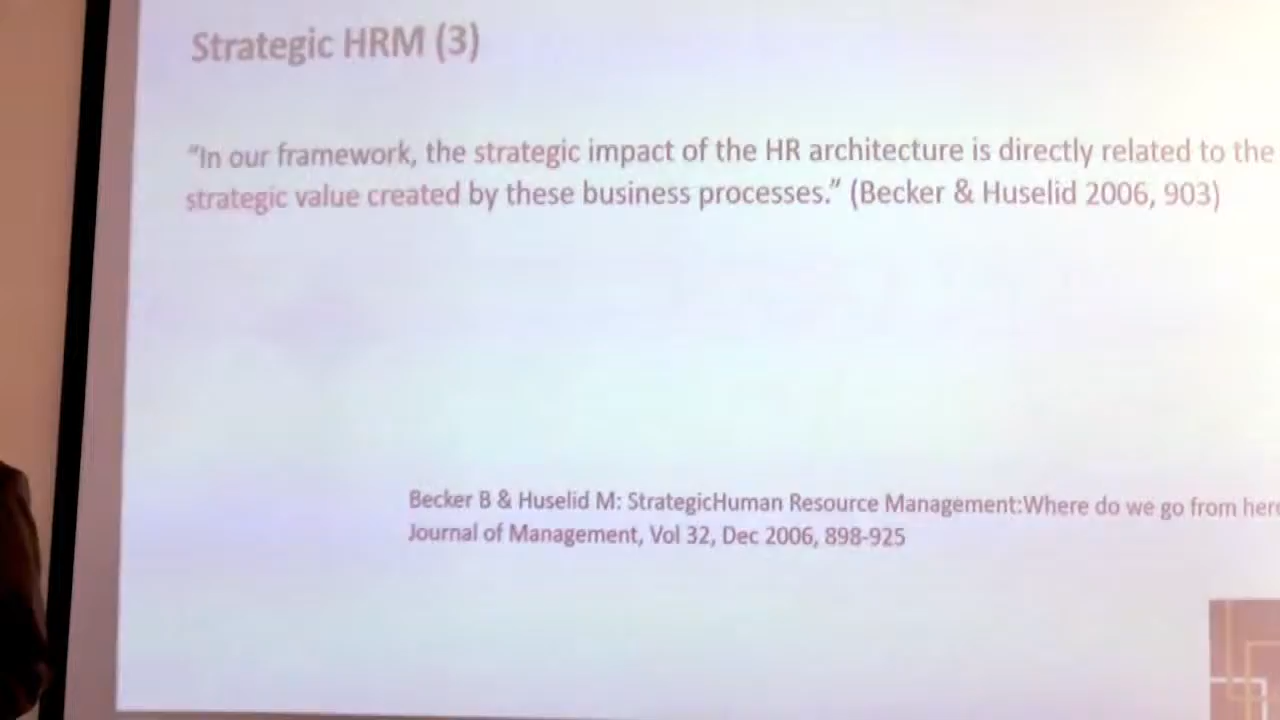 Strategic HRM (3)
“In our framework, the strategic impact of the HR architecture is directly related to the
strategic value created by these business processes.” (Becker & Huselid 2006, 903)
Becker B & Huselid M: StrategicHuman Resource Management:Where do we go from here
Journal of Management, Vol 32, Dec 2006, 898-925